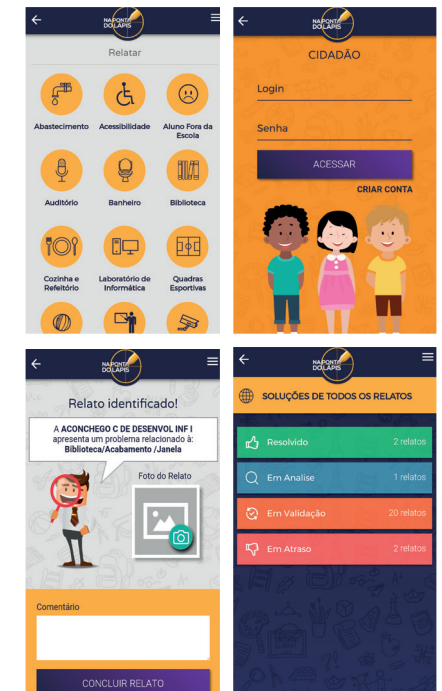 NA PONTA
DO LÁPIS
Relatar
Abastecimento
Acessibilidade
Aluno Fora da
Escola
Auditório
Banheiro
Biblioteca
Cozinha e
Refeitório
Laboratório de
Informática
Quadras
Esportivas
NA PONTA
DO LÁPIS
CIDADÃO
Login
Senha
ACESSAR
CRIAR CONTA
NA PONTA
DO LÁPIS
Relato identificado!
A ACONCHEGO C DE DESENVOL INF I
apresenta um problema relacionado à:
Biblioteca/Acabamento /Janela
Foto do Relato
Comentário
CONCLUIR RELATO
NA PONTA
DO LÁPIS
SOLUÇÕES DE TODOS OS RELATOS
Resolvido 2 relatos
Em Analise 1 relatos
Em Validação 20 relatos
Em Atraso 2 relatos